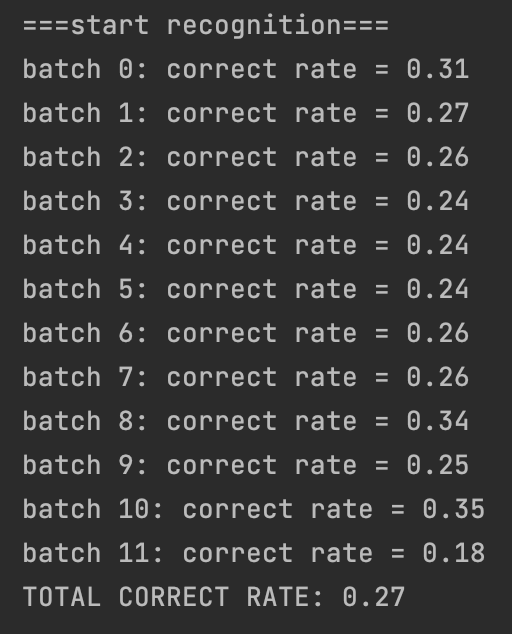 ===start recognition===
batch 0: correct rate = 0.31
batch 1: correct rate = 0.27
batch 2: correct rate = 0.26
batch 3: correct rate = 0.24
batch 4: correct rate = 0.24
batch 5: correct rate = 0.24
batch 6: correct rate = 0.26
batch 7: correct rate = 0.26
batch 8: correct rate = 0.34
batch 9: correct rate = 0.25
batch 10: correct rate = 0.35
batch 11: correct rate = 0.18
TOTAL CORRECT RATE: 0.27